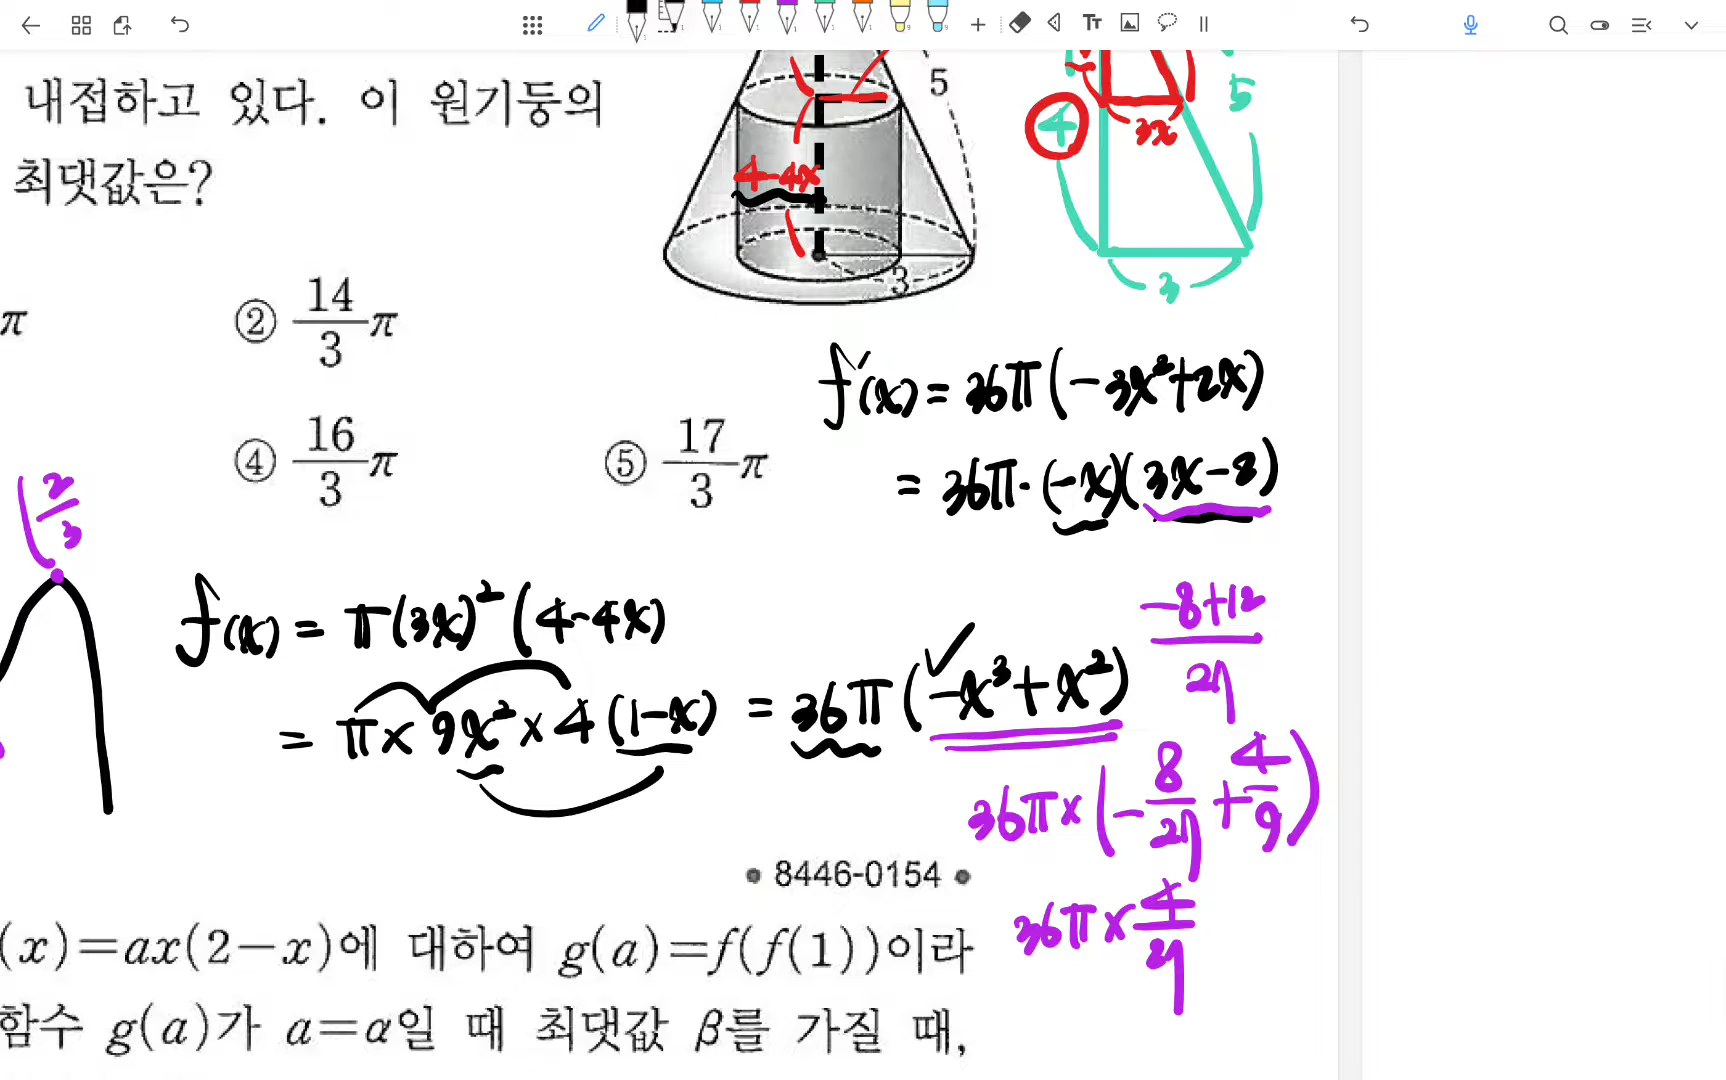 내접하고 있다. 이 원기둥의
최댓값은?
π
② 14/3 π
④ 16/3 π
⑤ 17/3 π
5
3
4-4x
4
3x
5
3
f'(x) = 36π(-3x²+2x)
= 36π·(-x)(3x-2)
2/3
f(x) = π(3x)²(4-4x)
= π× 9x² × 4(1-x) = 36π(-x³+x²)
-8+12/27
36π×(-8/27+4/9)
36π×4/27
● 8446-0154 ●
(x)=ax(2-x)에 대하여 g(a)=f(f(1))이라
함수 g(a)가 a=α일 때 최댓값 β를 가질 때,